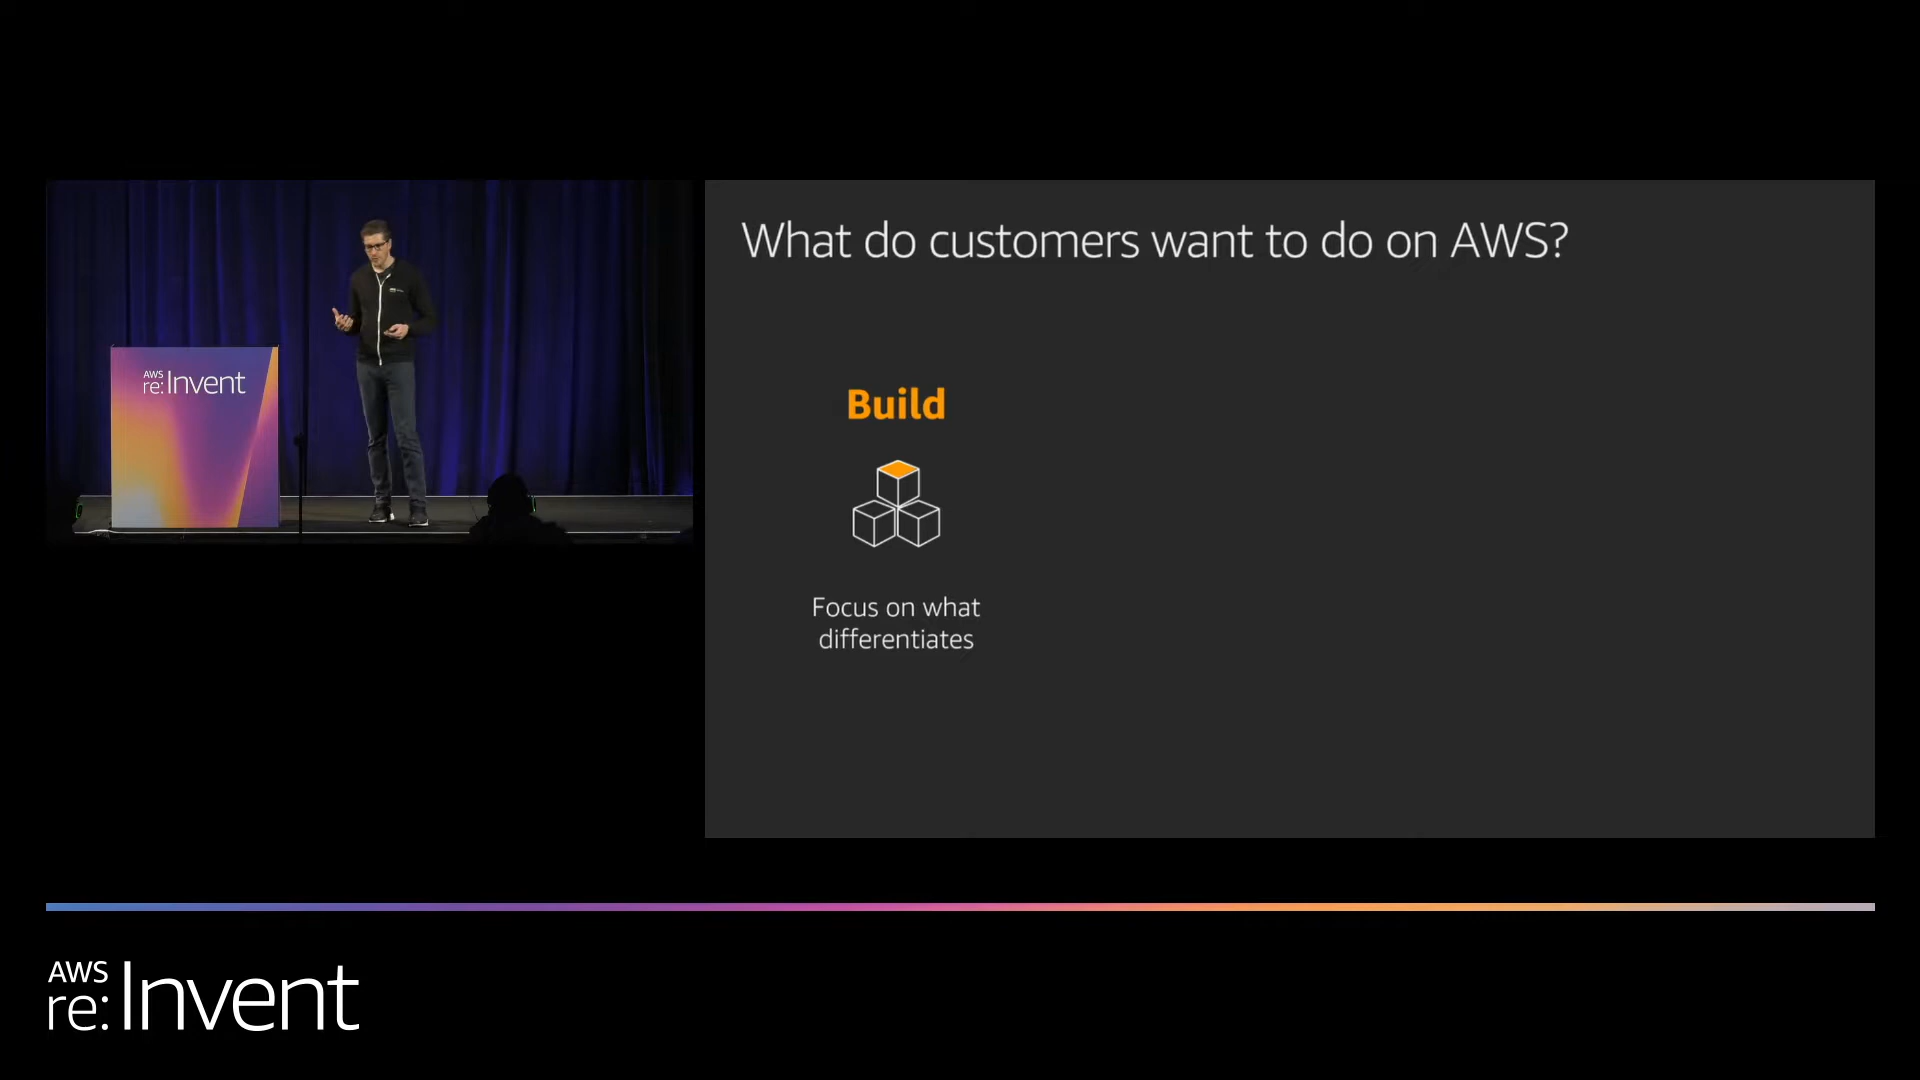 AWS
re:Invent
What do customers want to do on AWS?
Build
Focus on what
differentiates
AWS
re:Invent